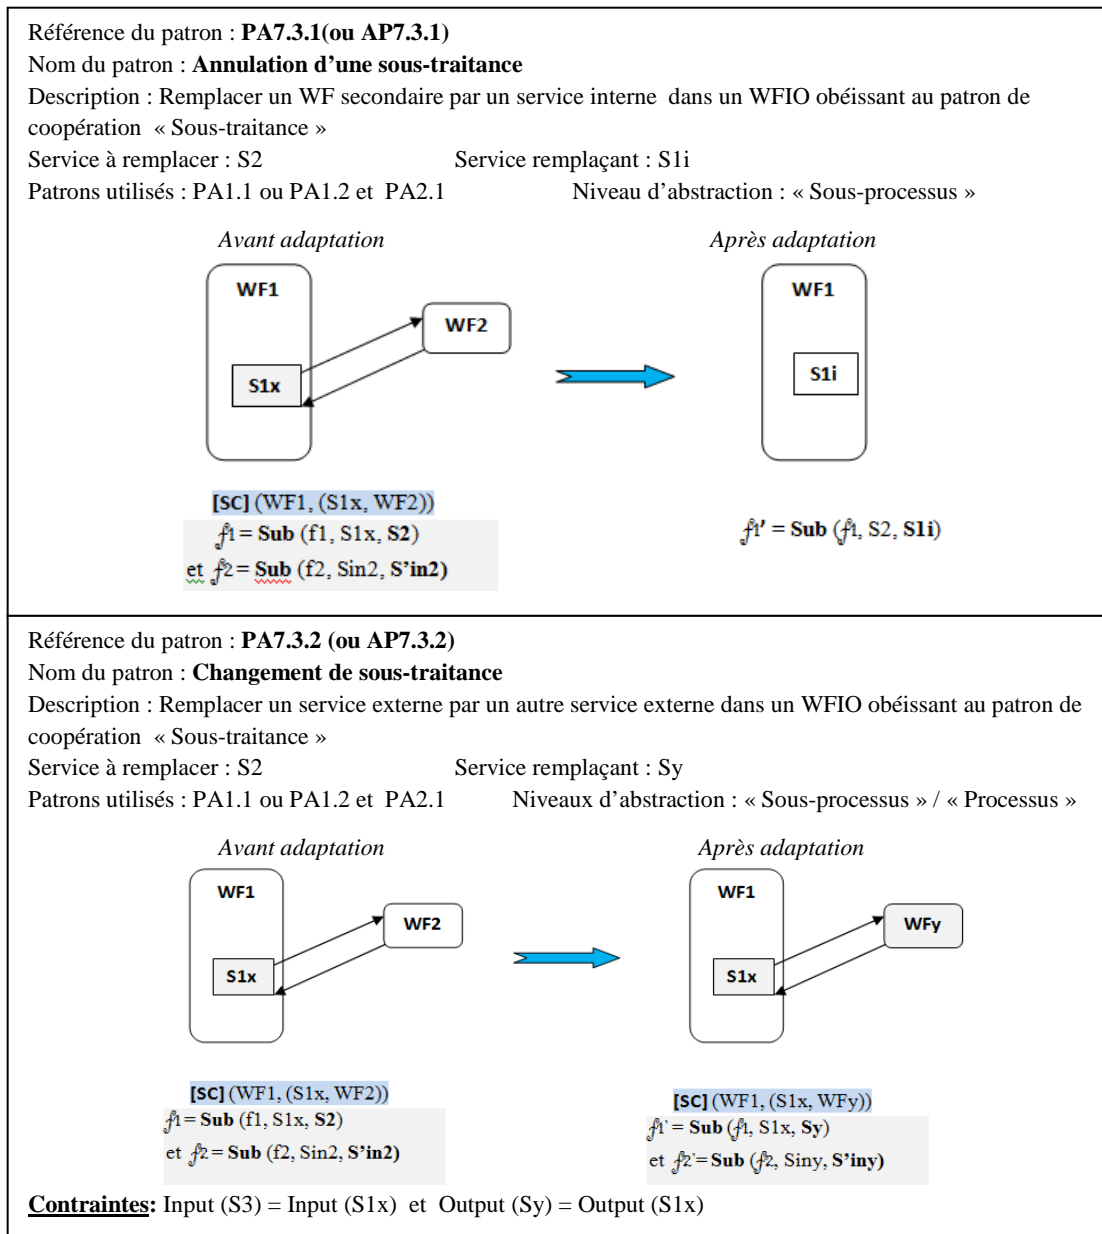 Référence du patron : PA7.3.1(ou AP7.3.1)
Nom du patron : Annulation d'une sous-traitance
Description : Remplacer un WF secondaire par un service interne dans un WFIO obéissant au patron de
coopération « Sous-traitance »
Service à remplacer : S2 Service remplaçant : S1i
Patrons utilisés : PA1.1 ou PA1.2 et PA2.1 Niveau d'abstraction : « Sous-processus »
Avant adaptation Après adaptation
WF1 WF1
WF2
S1x S1i
[SC] (WF1, (S1x, WF2))
f1 = Sub (f1, S1x, S2) f1' = Sub (f1, S2, S1i)
et f2 = Sub (f2, Sin2, S'in2)
Référence du patron : PA7.3.2 (ou AP7.3.2)
Nom du patron : Changement de sous-traitance
Description : Remplacer un service externe par un autre service externe dans un WFIO obéissant au patron de
coopération « Sous-traitance »
Service à remplacer : S2 Service remplaçant : Sy
Patrons utilisés : PA1.1 ou PA1.2 et PA2.1 Niveaux d'abstraction : « Sous-processus » / « Processus »
Avant adaptation Après adaptation
WF1 WF1
WF2 WFy
S1x S1x
[SC] (WF1, (S1x, WF2)) [SC] (WF1, (S1x, WFy))
f1 = Sub (f1, S1x, S2) f1' = Sub (f1, S1x, Sy)
et f2 = Sub (f2, Sin2, S'in2) et f2' = Sub (f2, Siny, S'iny)
Contraintes: Input (S3) = Input (S1x) et Output (Sy) = Output (S1x)